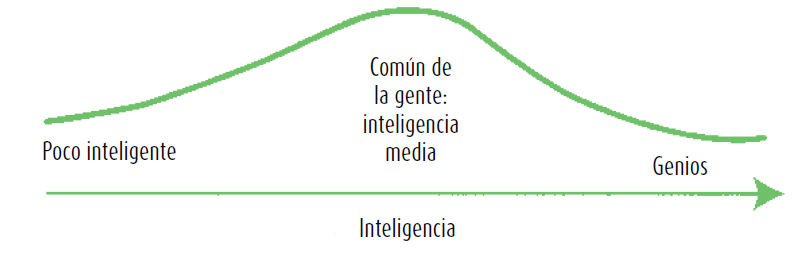 Común de
la gente:
inteligencia
media
Poco inteligente
Genios
Inteligencia